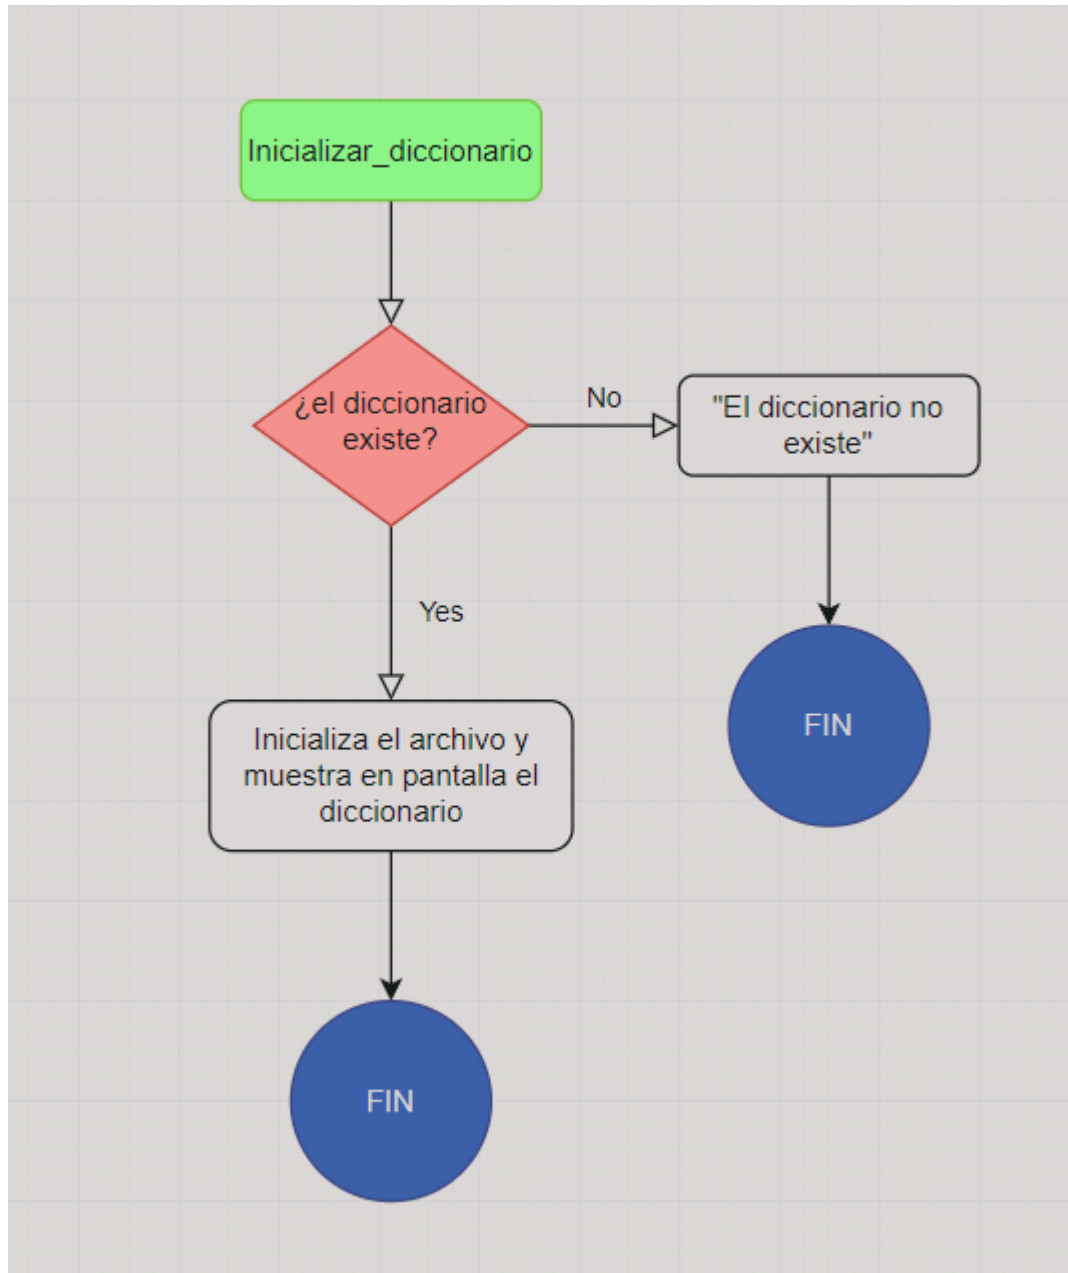 Inicializar_diccionario
¿el diccionario
existe?
No
"El diccionario no
existe"
Yes
Inicializa el archivo y
muestra en pantalla el
diccionario
FIN
FIN